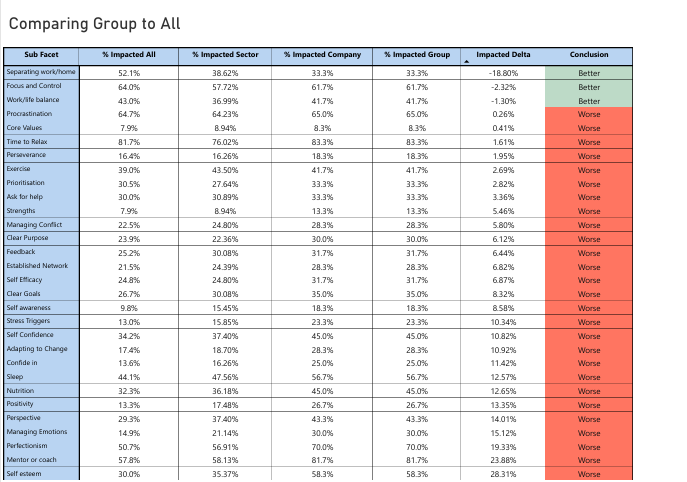 Comparing Group to All
Sub Facet % Impacted All % Impacted Sector % Impacted Company % Impacted Group Impacted Delta Conclusion
Separating work/home 52.1% 38.62% 33.3% 33.3% -18.80% Better
Focus and Control 64.0% 57.72% 61.7% 61.7% -2.32% Better
Work/life balance 43.0% 36.99% 41.7% 41.7% -1.30% Better
Procrastination 64.7% 64.23% 65.0% 65.0% 0.26% Worse
Core Values 7.9% 8.94% 8.3% 8.3% 0.41% Worse
Time to Relax 81.7% 76.02% 83.3% 83.3% 1.61% Worse
Perseverance 16.4% 16.26% 18.3% 18.3% 1.95% Worse
Exercise 39.0% 43.50% 41.7% 41.7% 2.69% Worse
Prioritisation 30.5% 27.64% 33.3% 33.3% 2.82% Worse
Ask for help 30.0% 30.89% 33.3% 33.3% 3.36% Worse
Strengths 7.9% 8.94% 13.3% 13.3% 5.46% Worse
Managing Conflict 22.5% 24.80% 28.3% 28.3% 5.80% Worse
Clear Purpose 23.9% 22.36% 30.0% 30.0% 6.12% Worse
Feedback 25.2% 30.08% 31.7% 31.7% 6.44% Worse
Established Network 21.5% 24.39% 28.3% 28.3% 6.82% Worse
Self Efficacy 24.8% 24.80% 31.7% 31.7% 6.87% Worse
Clear Goals 26.7% 30.08% 35.0% 35.0% 8.32% Worse
Self awareness 9.8% 15.45% 18.3% 18.3% 8.58% Worse
Stress Triggers 13.0% 15.85% 23.3% 23.3% 10.34% Worse
Self Confidence 34.2% 37.40% 45.0% 45.0% 10.82% Worse
Adapting to Change 17.4% 18.70% 28.3% 28.3% 10.92% Worse
Confide in 13.6% 16.26% 25.0% 25.0% 11.42% Worse
Sleep 44.1% 47.56% 56.7% 56.7% 12.57% Worse
Nutrition 32.3% 36.18% 45.0% 45.0% 12.65% Worse
Positivity 13.3% 17.48% 26.7% 26.7% 13.35% Worse
Perspective 29.3% 37.40% 43.3% 43.3% 14.01% Worse
Managing Emotions 14.9% 21.14% 30.0% 30.0% 15.12% Worse
Perfectionism 50.7% 56.91% 70.0% 70.0% 19.33% Worse
Mentor or coach 57.8% 58.13% 81.7% 81.7% 23.88% Worse
Self esteem 30.0% 35.37% 58.3% 58.3% 28.31% Worse